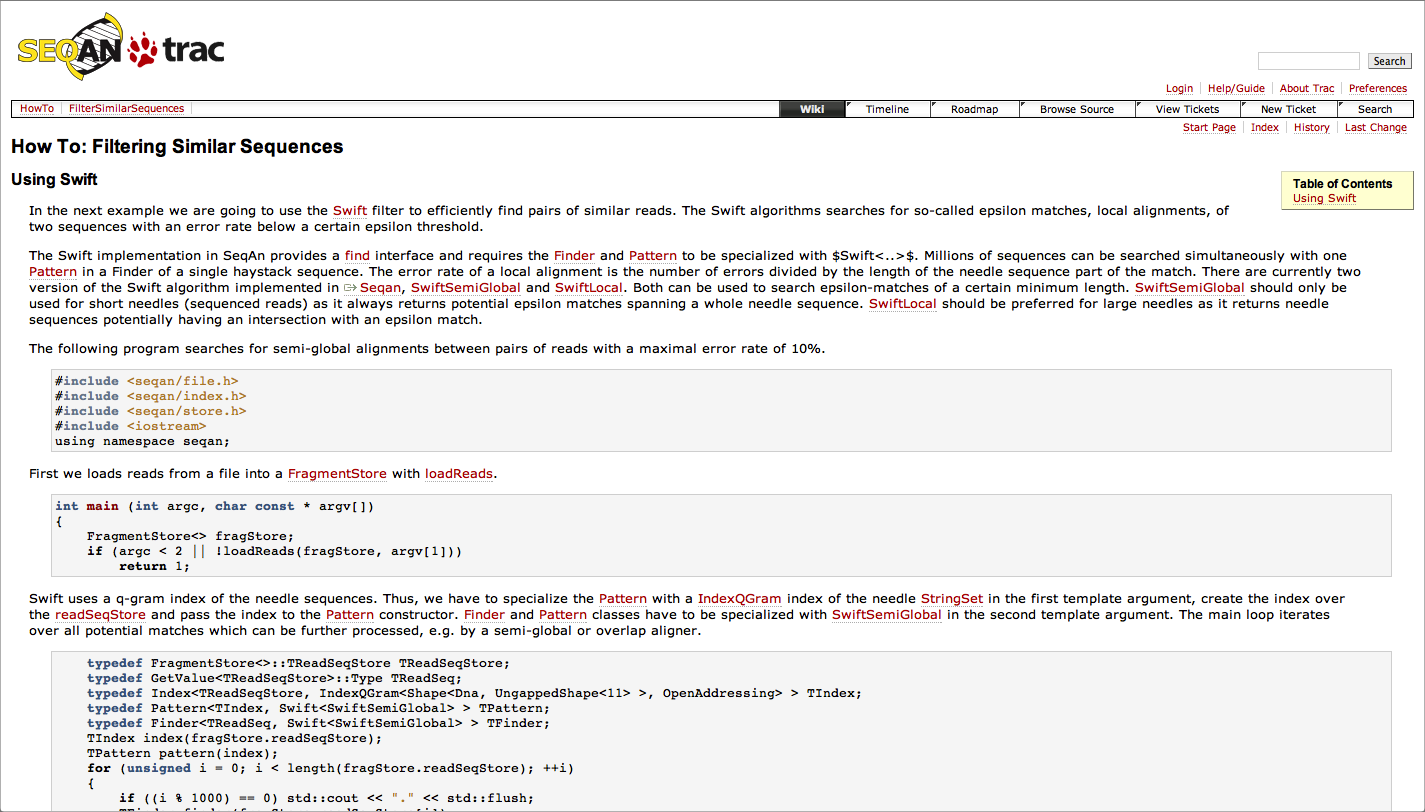 SEQAN trac
Search
Login Help/Guide About Trac Preferences
HowTo FilterSimilarSequences Wiki Timeline Roadmap Browse Source View Tickets New Ticket Search
Start Page Index History Last Change
How To: Filtering Similar Sequences
Using Swift
Table of Contents
Using Swift
In the next example we are going to use the Swift filter to efficiently find pairs of similar reads. The Swift algorithms searches for so-called epsilon matches, local alignments, of
two sequences with an error rate below a certain epsilon threshold.
The Swift implementation in SeqAn provides a find interface and requires the Finder and Pattern to be specialized with $Swift<..>$. Millions of sequences can be searched simultaneously with one
Pattern in a Finder of a single haystack sequence. The error rate of a local alignment is the number of errors divided by the length of the needle sequence part of the match. There are currently two
version of the Swift algorithm implemented in Seqan, SwiftSemiGlobal and SwiftLocal. Both can be used to search epsilon-matches of a certain minimum length. SwiftSemiGlobal should only be
used for short needles (sequenced reads) as it always returns potential epsilon matches spanning a whole needle sequence. SwiftLocal should be preferred for large needles as it returns needle
sequences potentially having an intersection with an epsilon match.
The following program searches for semi-global alignments between pairs of reads with a maximal error rate of 10%.
#include <seqan/file.h>
#include <seqan/index.h>
#include <seqan/store.h>
#include <iostream>
using namespace seqan;
First we loads reads from a file into a FragmentStore with loadReads.
int main (int argc, char const * argv[])
{
FragmentStore<> fragStore;
if (argc < 2 || !loadReads(fragStore, argv[1]))
return 1;
Swift uses a q-gram index of the needle sequences. Thus, we have to specialize the Pattern with a IndexQGram index of the needle StringSet in the first template argument, create the index over
the readSeqStore and pass the index to the Pattern constructor. Finder and Pattern classes have to be specialized with SwiftSemiGlobal in the second template argument. The main loop iterates
over all potential matches which can be further processed, e.g. by a semi-global or overlap aligner.
typedef FragmentStore<>::TReadSeqStore TReadSeqStore;
typedef GetValue<TReadSeqStore>::Type TReadSeq;
typedef Index<TReadSeqStore, IndexQGram<Shape<Dna, UngappedShape<11> >, OpenAddressing> > TIndex;
typedef Pattern<TIndex, Swift<SwiftSemiGlobal> > TPattern;
typedef Finder<TReadSeq, Swift<SwiftSemiGlobal> > TFinder;
TIndex index(fragStore.readSeqStore);
TPattern pattern(index);
for (unsigned i = 0; i < length(fragStore.readSeqStore); ++i)
{
if ((i % 1000) == 0) std::cout << "." << std::flush;